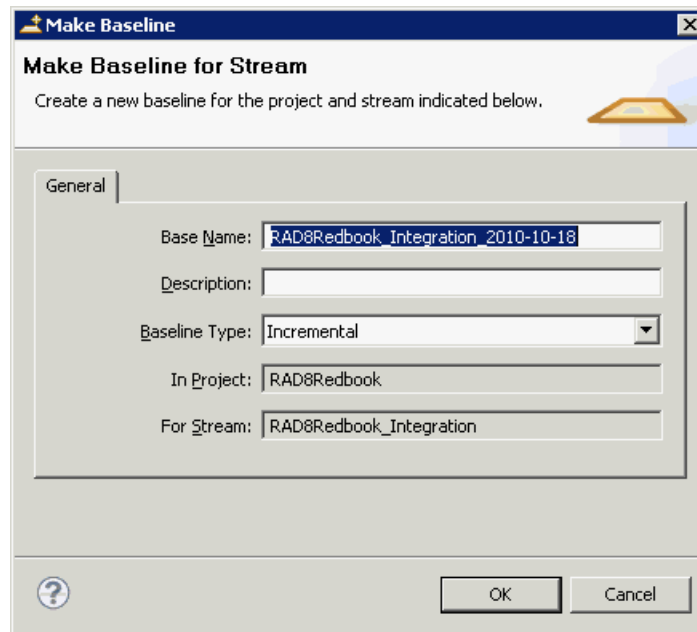 Make Baseline
Make Baseline for Stream
Create a new baseline for the project and stream indicated below.
General
Base Name: RAD8Redbook_Integration_2010-10-18
Description:
Baseline Type: Incremental
In Project: RAD8Redbook
For Stream: RAD8Redbook_Integration
OK Cancel